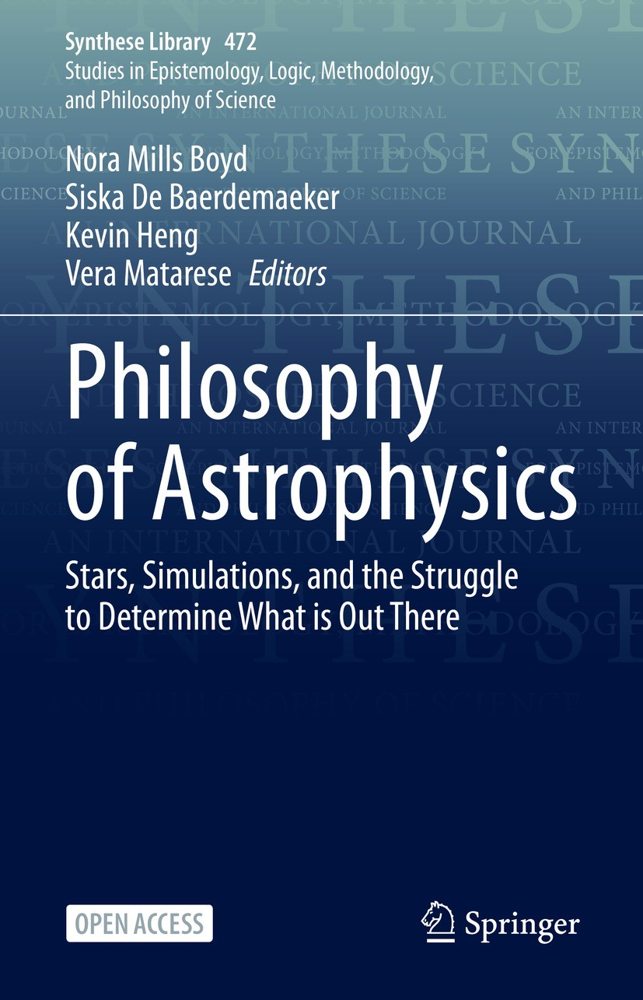 Synthese Library 472
Studies in Epistemology, Logic, Methodology,
and Philosophy of Science
Nora Mills Boyd
Siska De Baerdemaeker
Kevin Heng
Vera Matarese Editors
Philosophy
of Astrophysics
Stars, Simulations, and the Struggle
to Determine What is Out There
OPEN ACCESS
Springer